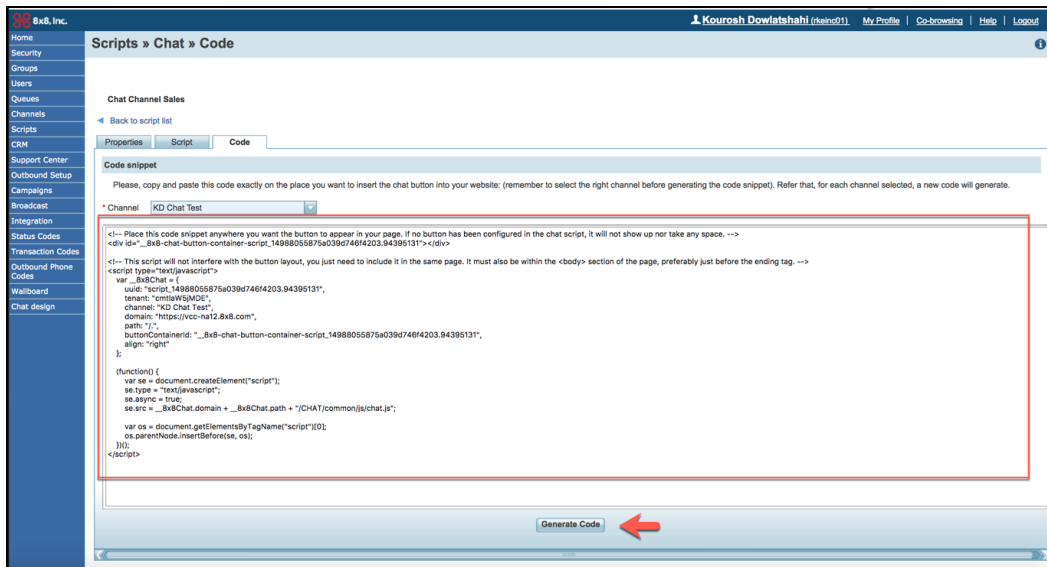 8x8, Inc.
Kourosh Dowlatshahi (rkeinc01) My Profile | Co-browsing | Help | Logout
Home
Security
Groups
Users
Queues
Channels
Scripts
CRM
Support Center
Outbound Setup
Campaigns
Broadcast
Integration
Status Codes
Transaction Codes
Outbound Phone
Codes
Wallboard
Chat design
Scripts » Chat » Code
Chat Channel Sales
Back to script list
Properties Script Code
Code snippet
Please, copy and paste this code exactly on the place you want to insert the chat button into your website: (remember to select the right channel before generating the code snippet). Refer that, for each channel selected, a new code will generate.
* Channel KD Chat Test
<!-- Place this code snippet anywhere you want the button to appear in your page. If no button has been configured in the chat script, it will not show up nor take any space. -->
<div id="__8x8-chat-button-container-script_14988055875a039d746f4203.94395131"></div>
<!-- This script will not interfere with the button layout, you just need to include it in the same page. It must also be within the <body> section of the page, preferably just before the ending tag. -->
<script type="text/javascript">
var __8x8Chat = {
uuid: "script_14988055875a039d746f4203.94395131",
tenant: "cmtlaW5jMDE",
channel: "KD Chat Test",
domain: "https://vcc-na12.8x8.com",
path: "/.",
buttonContainerId: "__8x8-chat-button-container-script_14988055875a039d746f4203.94395131",
align: "right"
};
(function() {
var se = document.createElement("script");
se.type = "text/javascript";
se.async = true;
se.src = __8x8Chat.domain + __8x8Chat.path + "/CHAT/common/js/chat.js";
var os = document.getElementsByTagName("script")[0];
os.parentNode.insertBefore(se, os);
})();
</script>
Generate Code